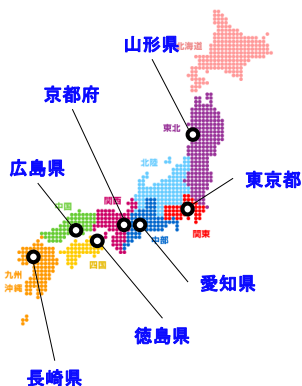 山形県
北海道
京都府
東北
北陸
広島県
関西
東京都
中国
関東
中部
四国
九州
沖縄
愛知県
徳島県
長崎県